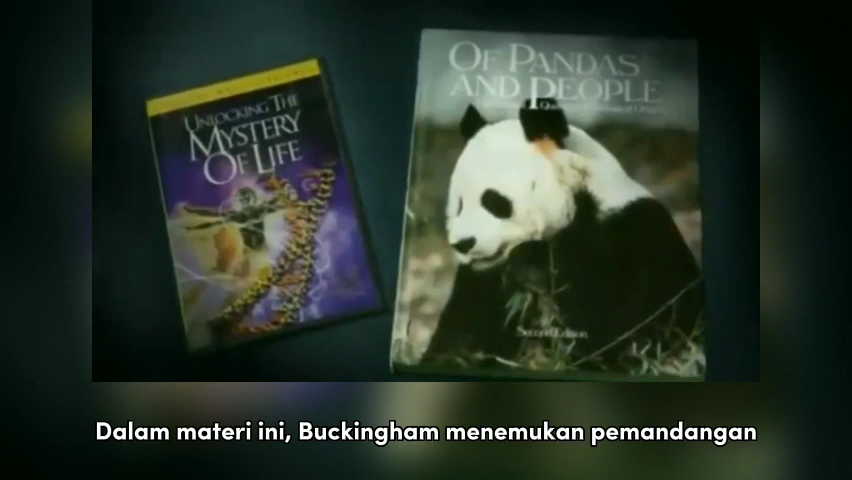 UNLOCKING THE
MYSTERY
OF LIFE
OF PANDAS
AND PEOPLE
Second Edition
Dalam materi ini, Buckingham menemukan pemandangan